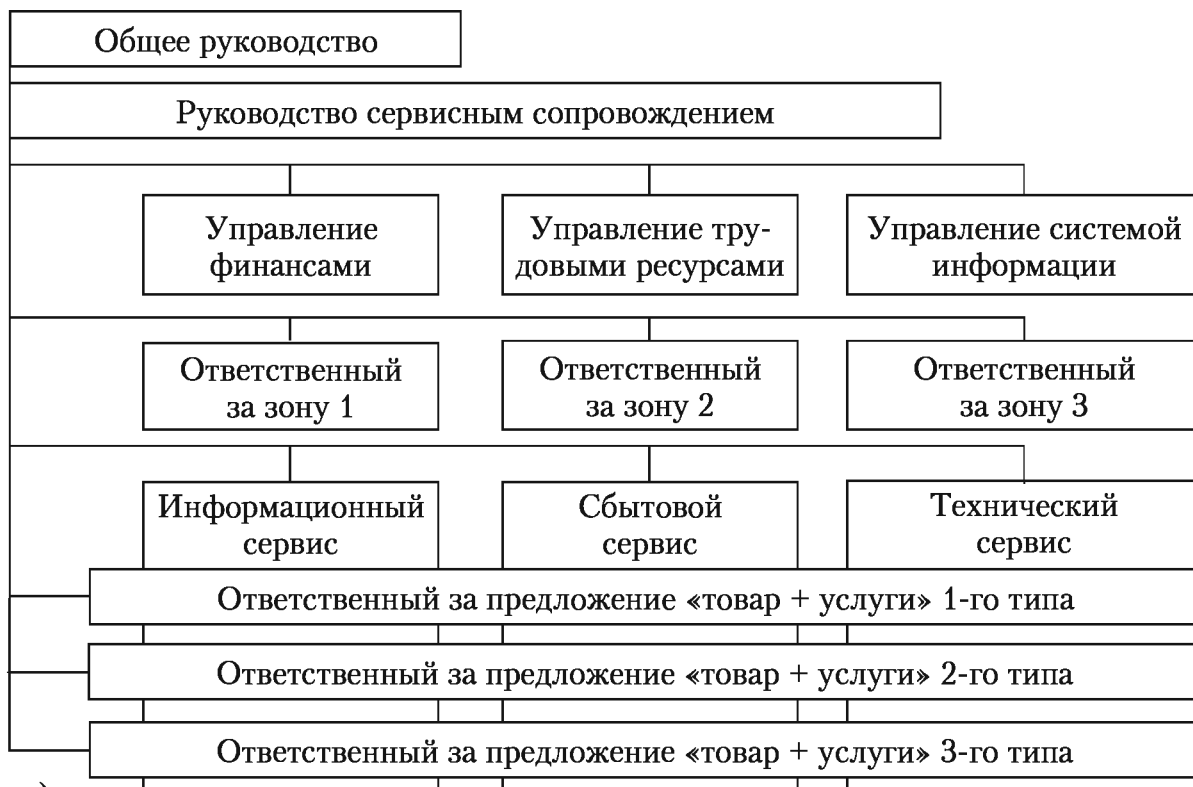 Общее руководство
Руководство сервисным сопровождением
Управление
финансами
Управление тру-
довыми ресурсами
Управление системой
информации
Ответственный
за зону 1
Ответственный
за зону 2
Ответственный
за зону 3
Информационный
сервис
Сбытовой
сервис
Технический
сервис
Ответственный за предложение «товар + услуги» 1-го типа
Ответственный за предложение «товар + услуги» 2-го типа
Ответственный за предложение «товар + услуги» 3-го типа